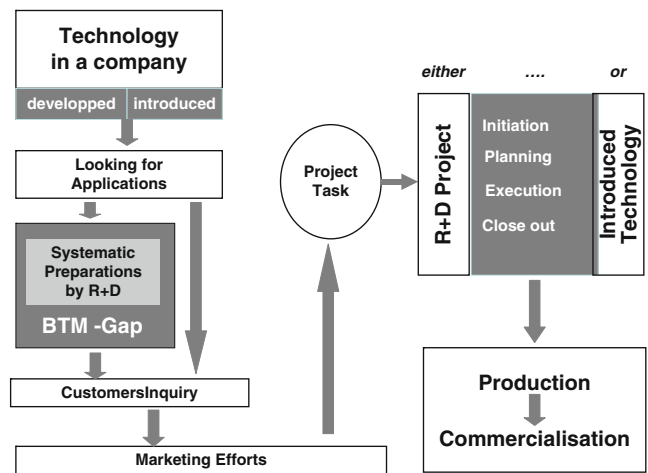 Technology
in a company
developped
introduced
Looking for
Applications
Systematic
Preparations
by R+D
BTM -Gap
CustomersInquiry
Marketing Efforts
Project
Task
either
....
or
R+D Project
Initiation
Planning
Execution
Close out
Introduced
Technology
Production
Commercialisation